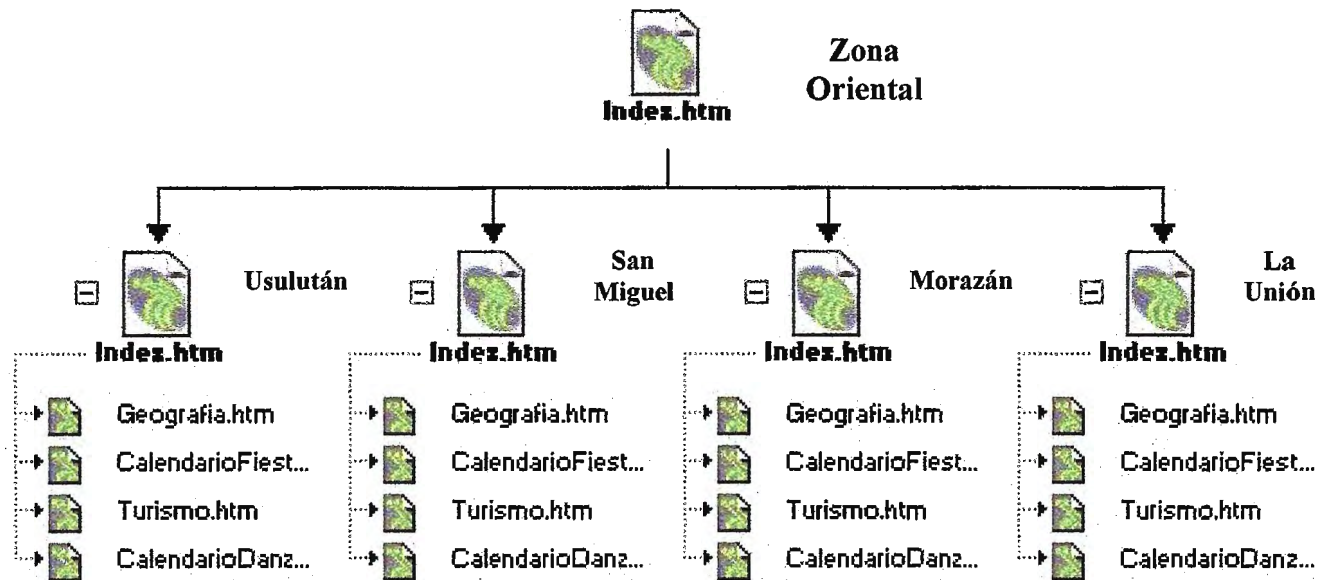 Zona
Oriental
Index.htm
Usulután
San
Miguel
Morazán
La
Unión
Index.htm
Index.htm
Index.htm
Index.htm
Geografia.htm
Geografia.htm
Geografia.htm
Geografia.htm
CalendarioFiest...
CalendarioFiest...
CalendarioFiest...
CalendarioFiest...
Turismo.htm
Turismo.htm
Turismo.htm
Turismo.htm
CalendarioDanz...
CalendarioDanz...
CalendarioDanz...
CalendarioDanz...